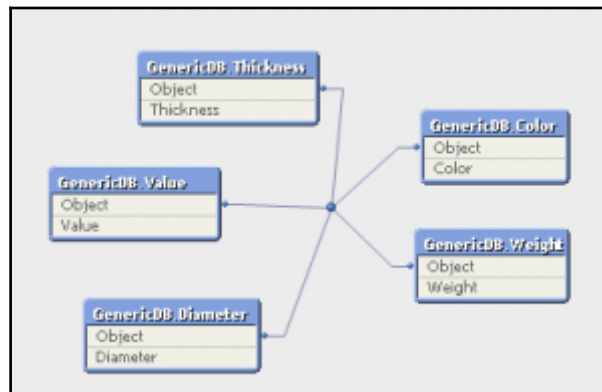 GenericDB.Thickness
Object
Thickness
GenericDB.Color
Object
Color
GenericDB.Value
Object
Value
GenericDB.Weight
Object
Weight
GenericDB.Diameter
Object
Diameter